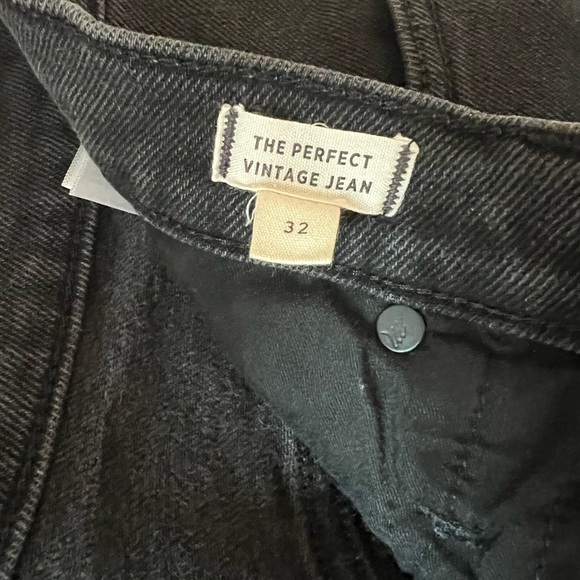 THE PERFECT
VINTAGE JEAN
32